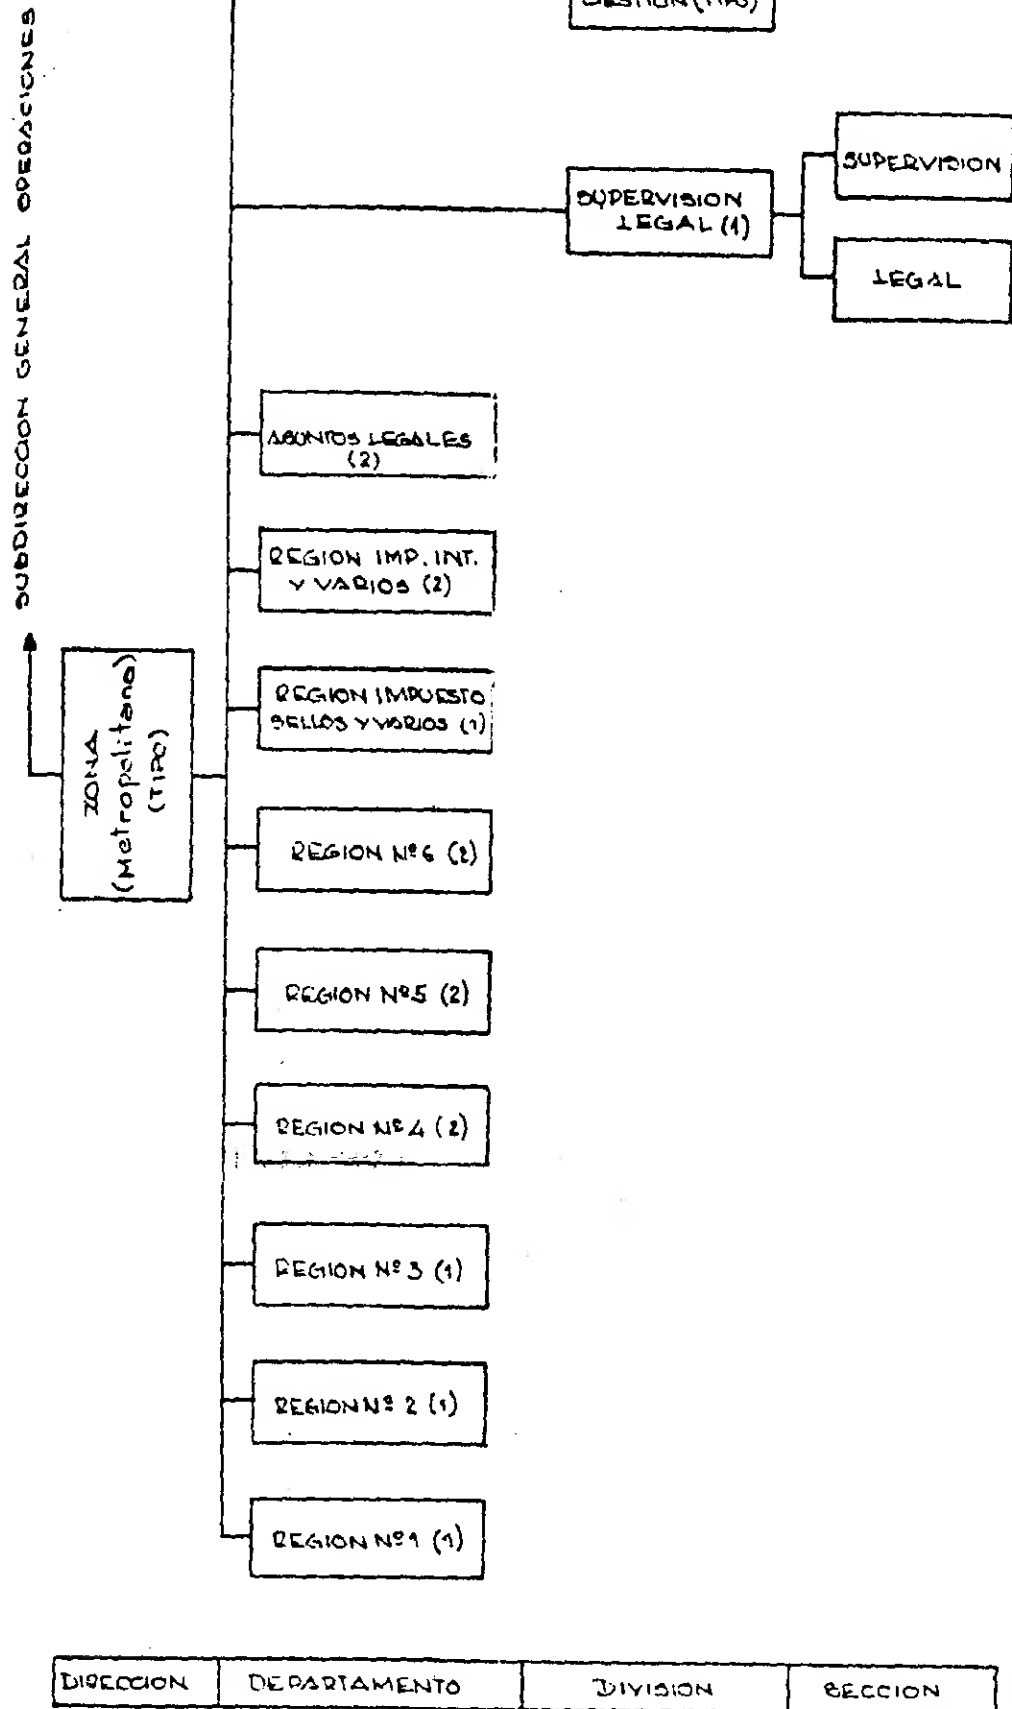 SUBDIRECCION GENERAL OPERACIONES
GESTION (TIPO)
SUPERVISION
LEGAL (1)
SUPERVISION
LEGAL
ASUNTOS LEGALES
(2)
REGION IMP. INT.
Y VARIOS (2)
REGION IMPUESTO
SELLOS Y VARIOS (1)
ZONA
(Metropolitana)
(TIPO)
REGION Nº 6 (2)
REGION Nº 5 (2)
REGION Nº 4 (2)
REGION Nº 3 (1)
REGION Nº 2 (1)
REGION Nº 1 (1)
DIRECCION
DEPARTAMENTO
DIVISION
SECCION